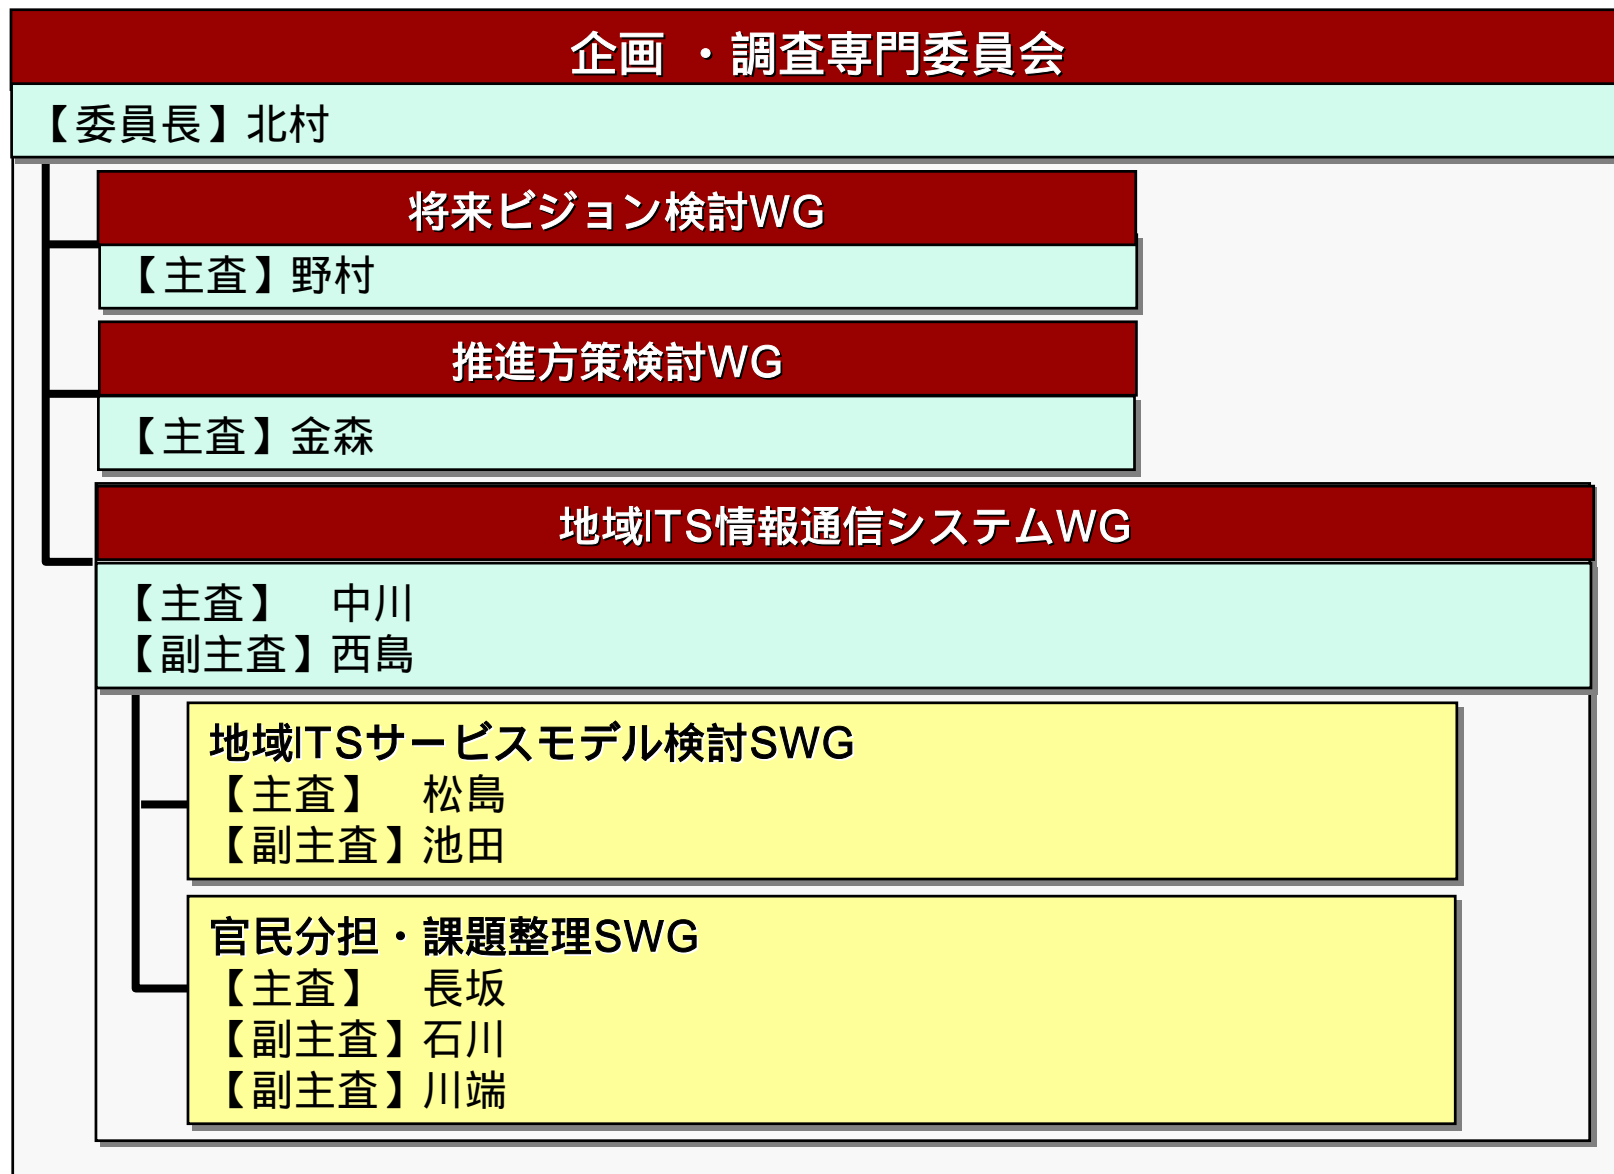 企画 ・調査専門委員会
【委員長】北村
将来ビジョン検討WG
【主査】野村
推進方策検討WG
【主査】金森
地域ITS情報通信システムWG
【主査】　中川
【副主査】西島
地域ITSサービスモデル検討SWG
【主査】　松島
【副主査】池田
官民分担・課題整理SWG
【主査】　長坂
【副主査】石川
【副主査】川端